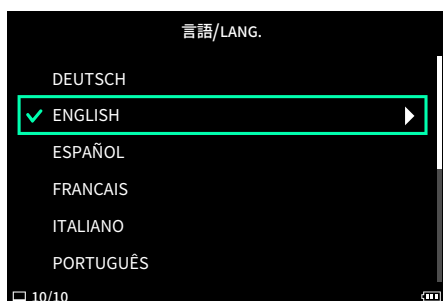 言語/LANG.
DEUTSCH
ENGLISH
ESPAÑOL
FRANCAIS
ITALIANO
PORTUGUÊS
10/10